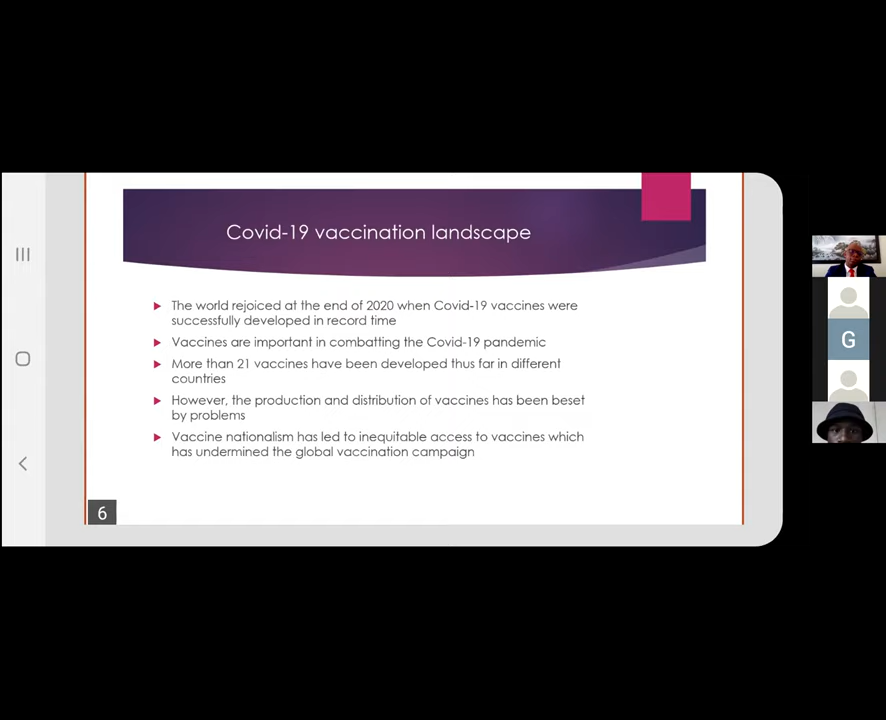 Covid-19 vaccination landscape
The world rejoiced at the end of 2020 when Covid-19 vaccines were
successfully developed in record time
Vaccines are important in combatting the Covid-19 pandemic
More than 21 vaccines have been developed thus far in different
countries
However, the production and distribution of vaccines has been beset
by problems
Vaccine nationalism has led to inequitable access to vaccines which
has undermined the global vaccination campaign
6
G